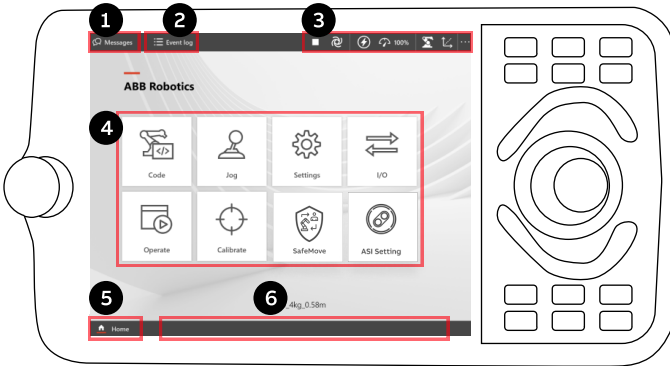 1 2 3
Messages Event log 100%
ABB Robotics
4
Code Jog Settings I/O
Operate Calibrate SafeMove ASI Setting
5 6
_4kg_0.58m
Home